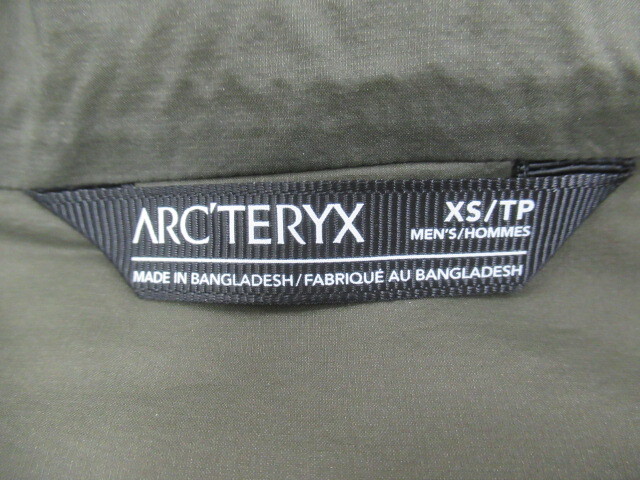 ARC'TERYX
XS/TP
MEN'S/HOMMES
MADE IN BANGLADESH/FABRIQUÉ AU BANGLADESH